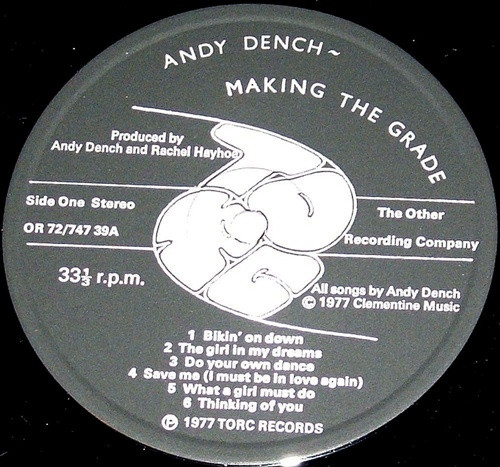 ANDY DENCH~
MAKING THE GRADE
Produced by
Andy Dench and Rachel Hayhoe
Side One Stereo
OR 72/747 39A
The Other
Recording Company
33⅓ r.p.m.
All songs by Andy Dench
© 1977 Clementine Music
1 Bikin' on down
2 The girl in my dreams
3 Do your own dance
4 Save me (i must be in love again)
5 What a girl must do
6 Thinking of you
℗ 1977 TORC RECORDS